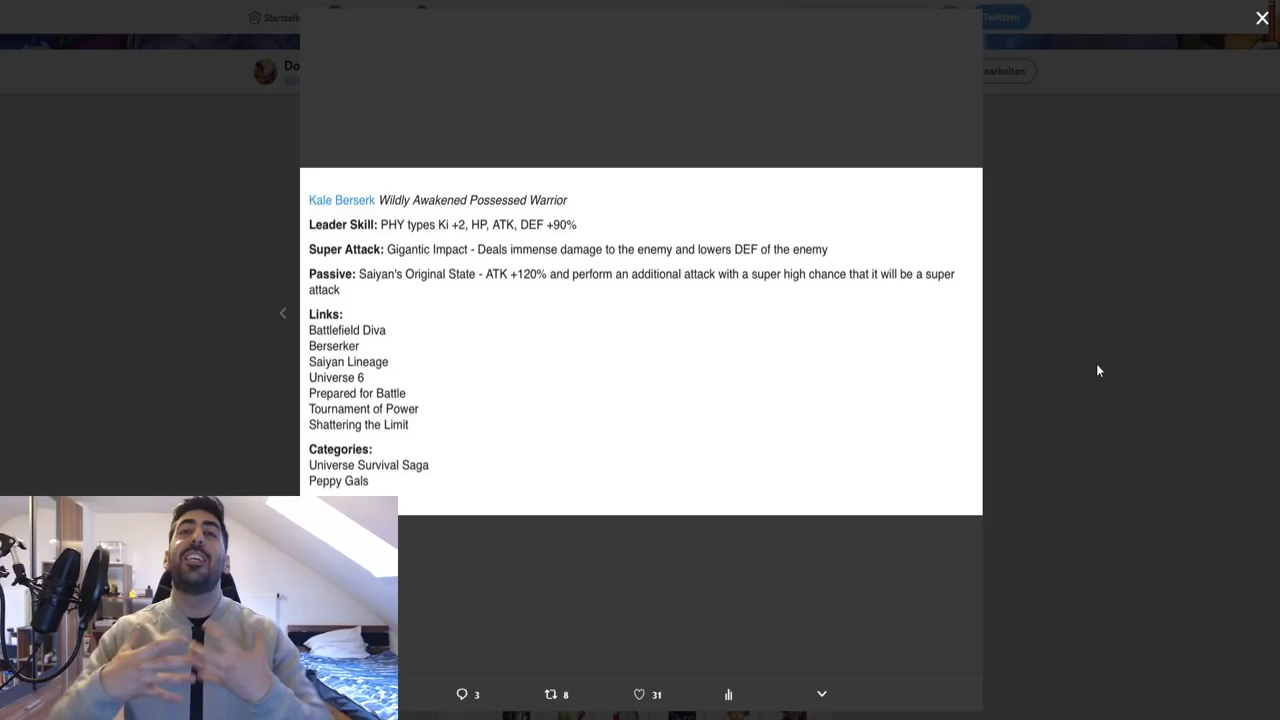 Startseite
Twittern
Do
earbeiten
Kale Berserk Wildly Awakened Possessed Warrior
Leader Skill: PHY types Ki +2, HP, ATK, DEF +90%
Super Attack: Gigantic Impact - Deals immense damage to the enemy and lowers DEF of the enemy
Passive: Saiyan's Original State - ATK +120% and perform an additional attack with a super high chance that it will be a super
attack
Links:
Battlefield Diva
Berserker
Saiyan Lineage
Universe 6
Prepared for Battle
Tournament of Power
Shattering the Limit
Categories:
Universe Survival Saga
Peppy Gals
3 8 31